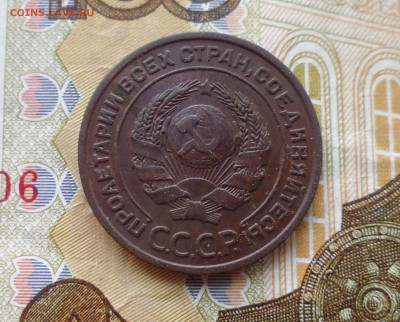 COINS.LAVE.RU
ПРОЛЕТАРИИ ВСЕХ СТРАН, СОЕДИНЯЙТЕСЬ!
С.С.С.Р.
06